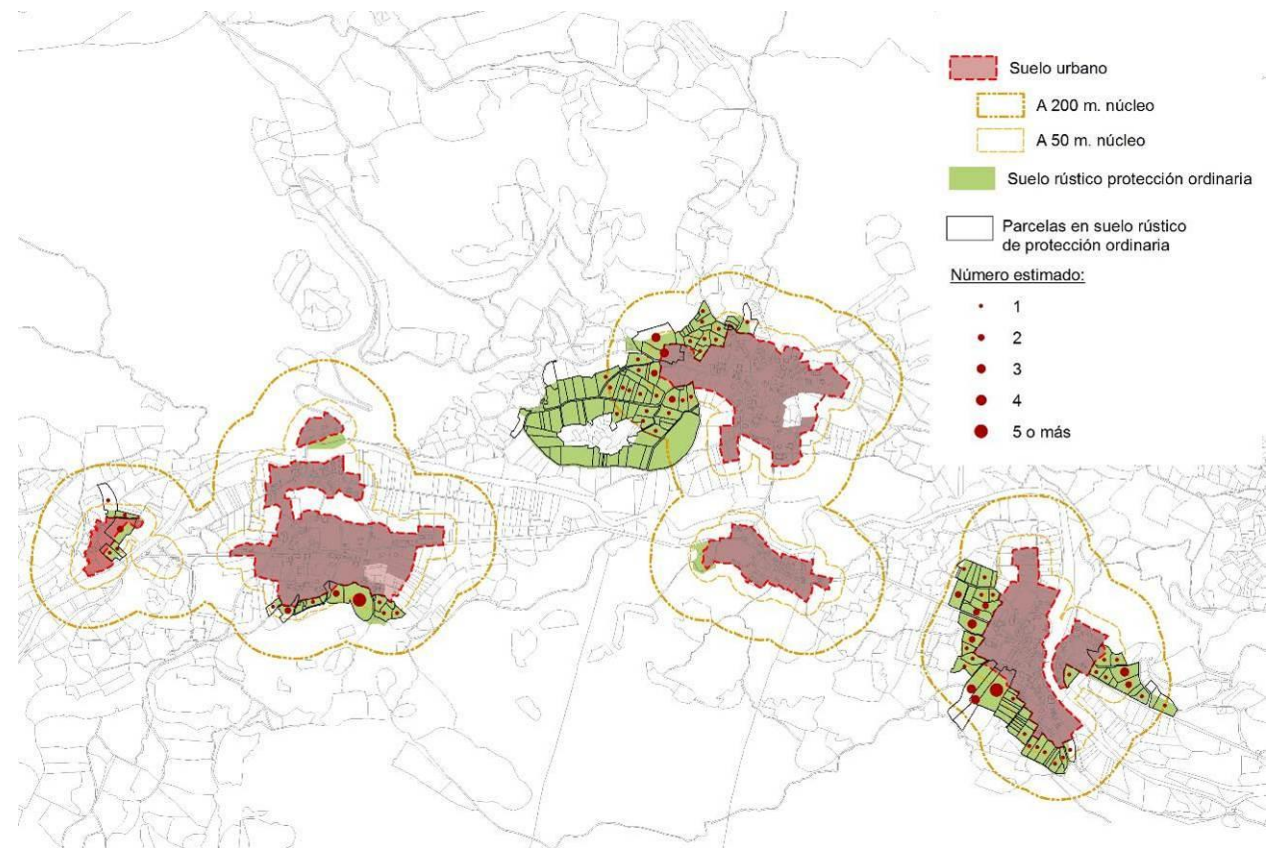 Suelo urbano
A 200 m. núcleo
A 50 m. núcleo
Suelo rústico protección ordinaria
Parcelas en suelo rústico
de protección ordinaria
Número estimado:
1
2
3
4
5 o más